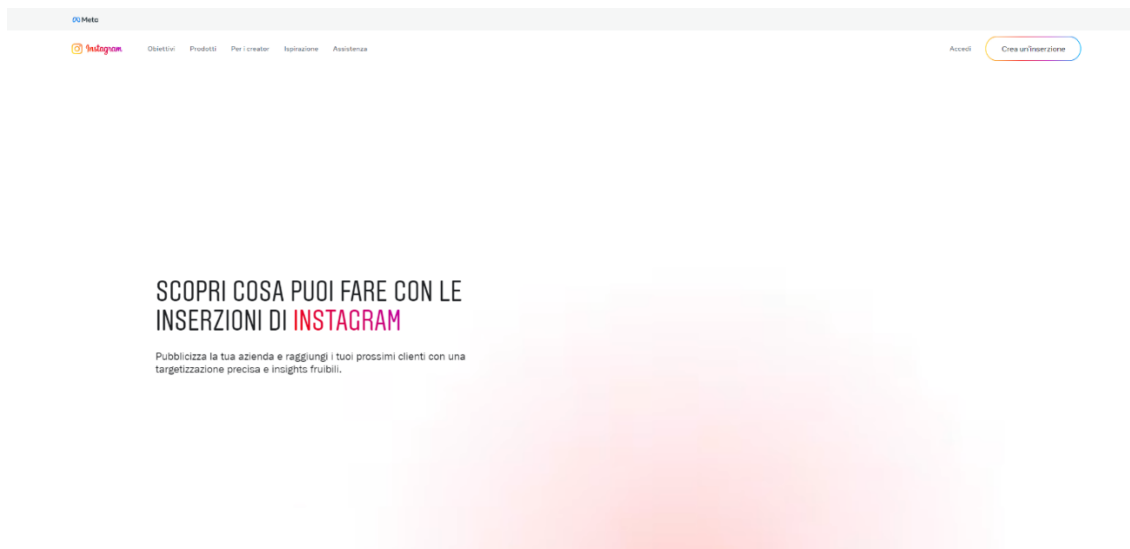 Meta
Instagram Obiettivi Prodotti Per i creator Ispirazione Assistenza Accedi Crea un'inserzione
SCOPRI COSA PUOI FARE CON LE
INSERZIONI DI INSTAGRAM
Pubblicizza la tua azienda e raggiungi i tuoi prossimi clienti con una
targetizzazione precisa e insights fruibili.